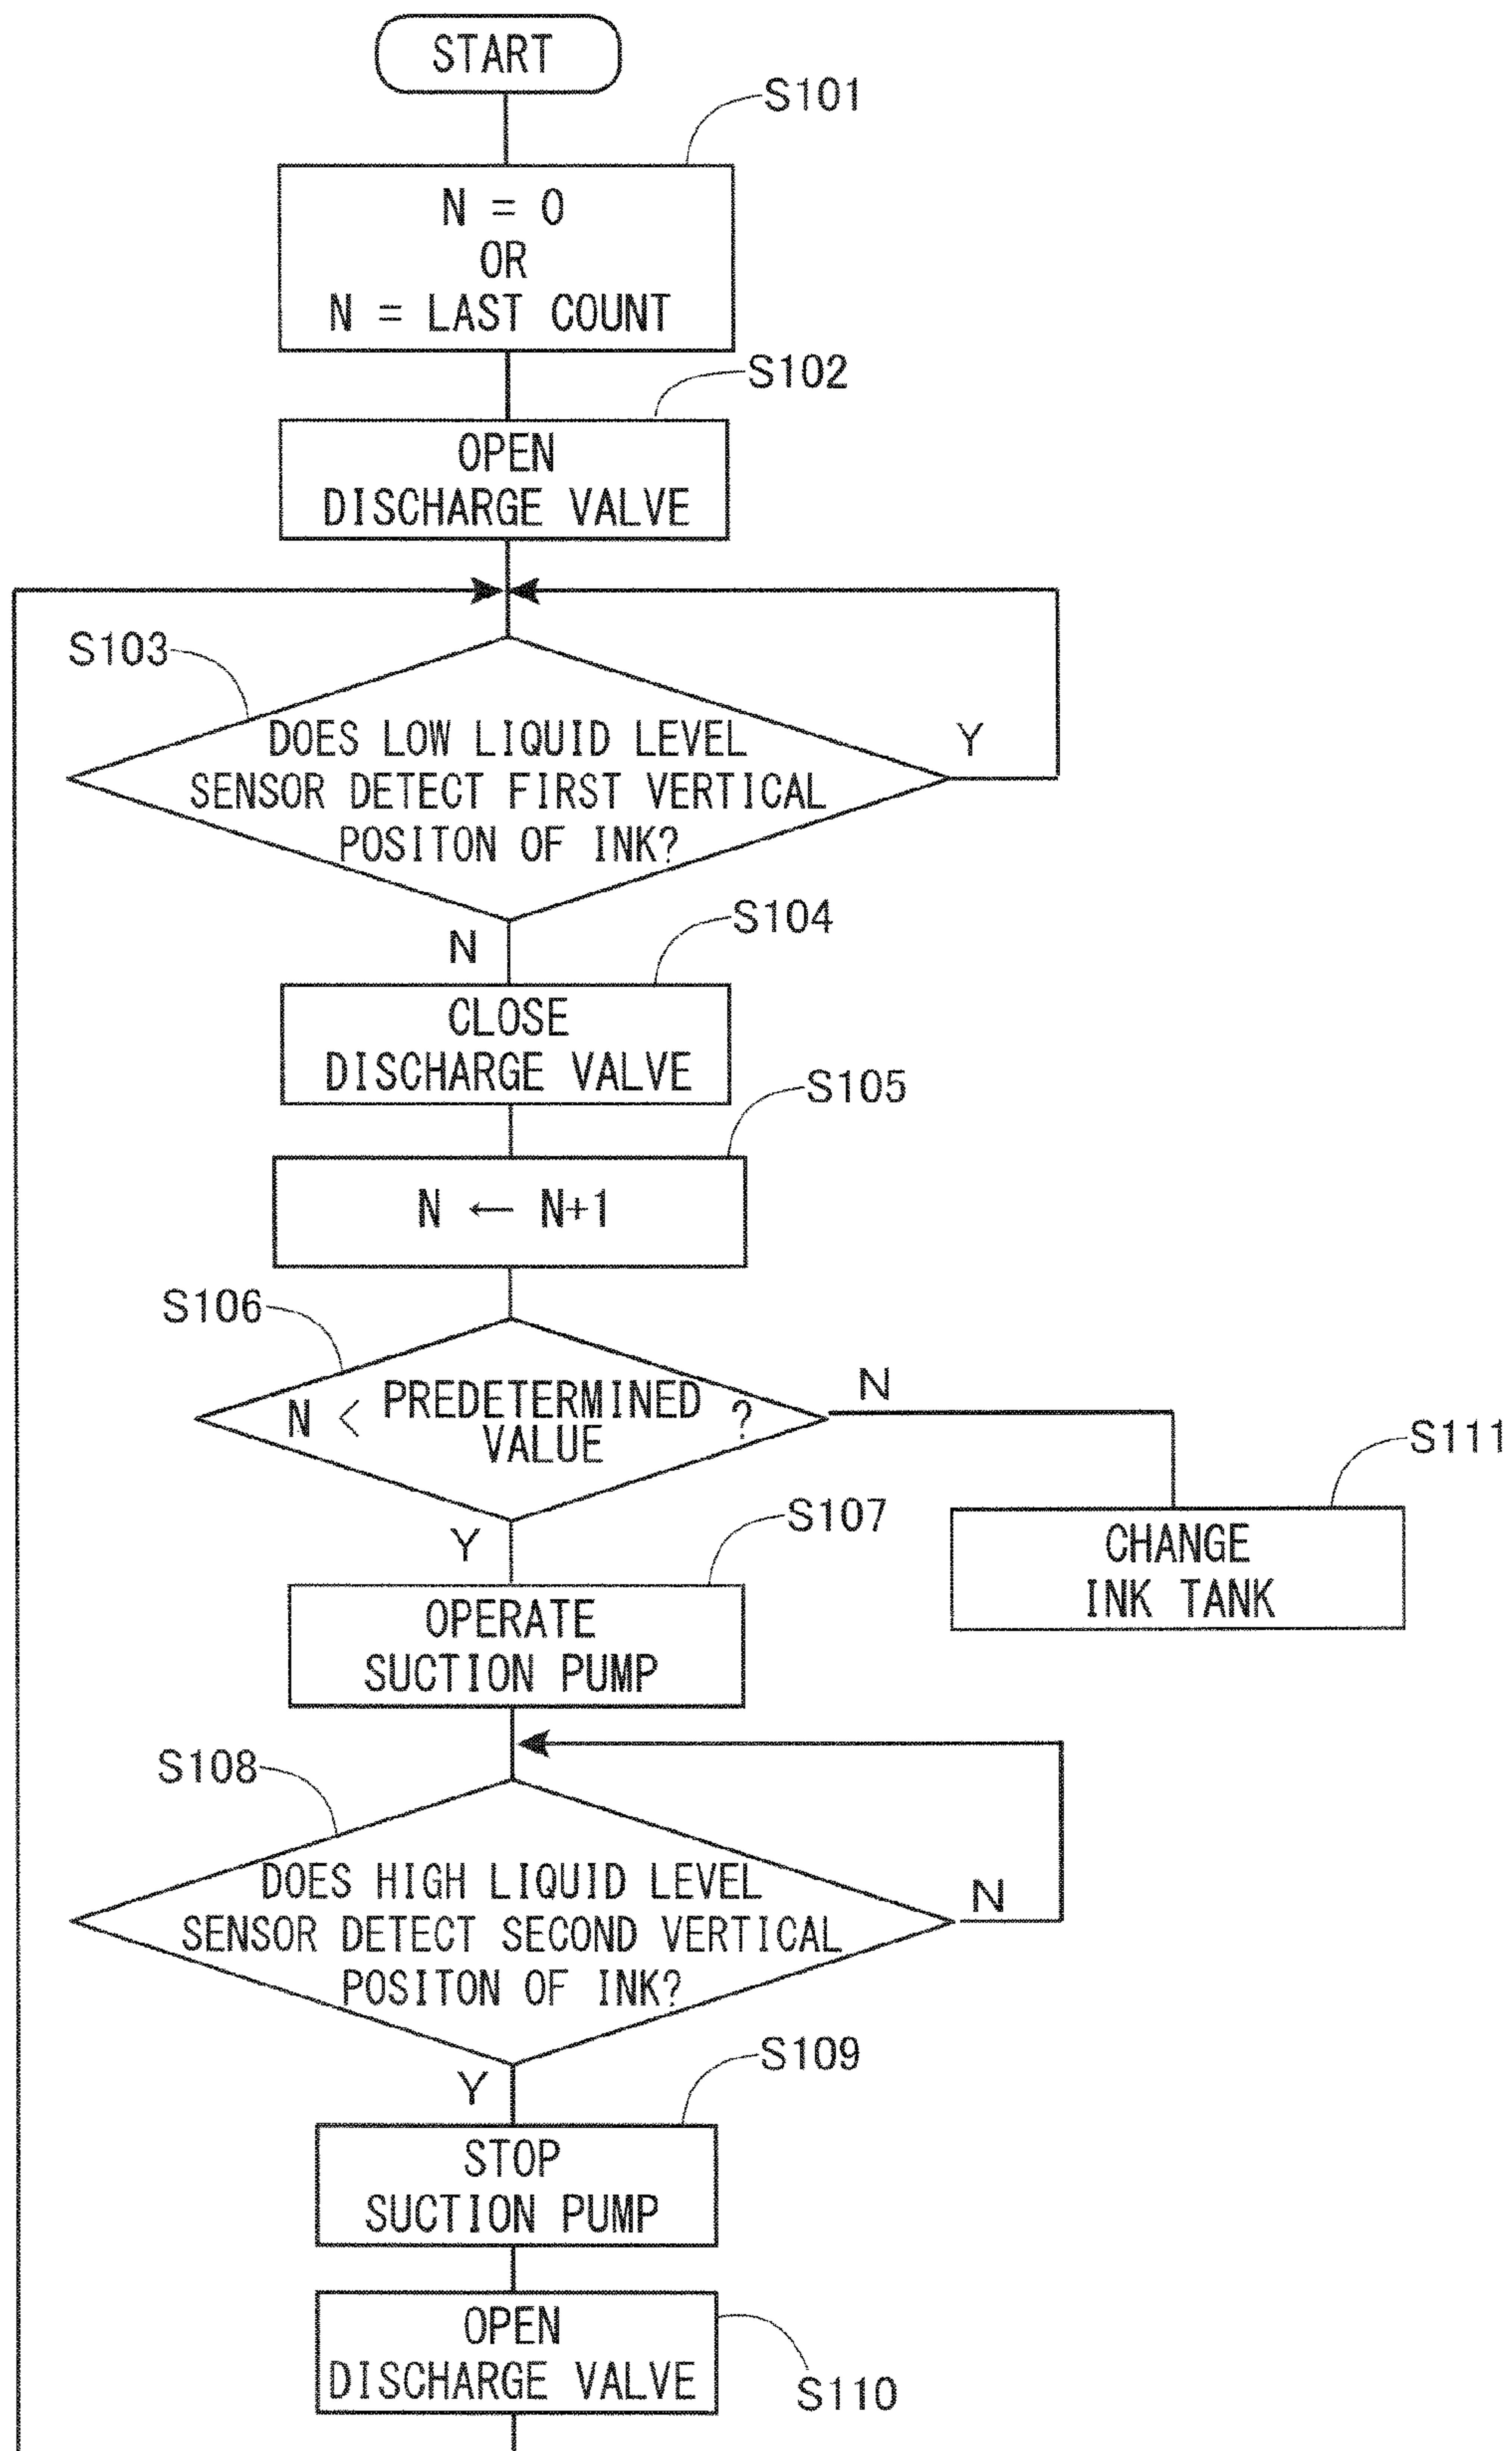 START
S101
N = 0
OR
N = LAST COUNT
S102
OPEN
DISCHARGE VALVE
S103
DOES LOW LIQUID LEVEL
SENSOR DETECT FIRST VERTICAL
POSITON OF INK?
Y
N
S104
CLOSE
DISCHARGE VALVE
S105
N ← N+1
S106
N < PREDETERMINED
VALUE ?
N
S111
CHANGE
INK TANK
Y
S107
OPERATE
SUCTION PUMP
S108
DOES HIGH LIQUID LEVEL
SENSOR DETECT SECOND VERTICAL
POSITON OF INK?
N
Y
S109
STOP
SUCTION PUMP
OPEN
DISCHARGE VALVE
S110